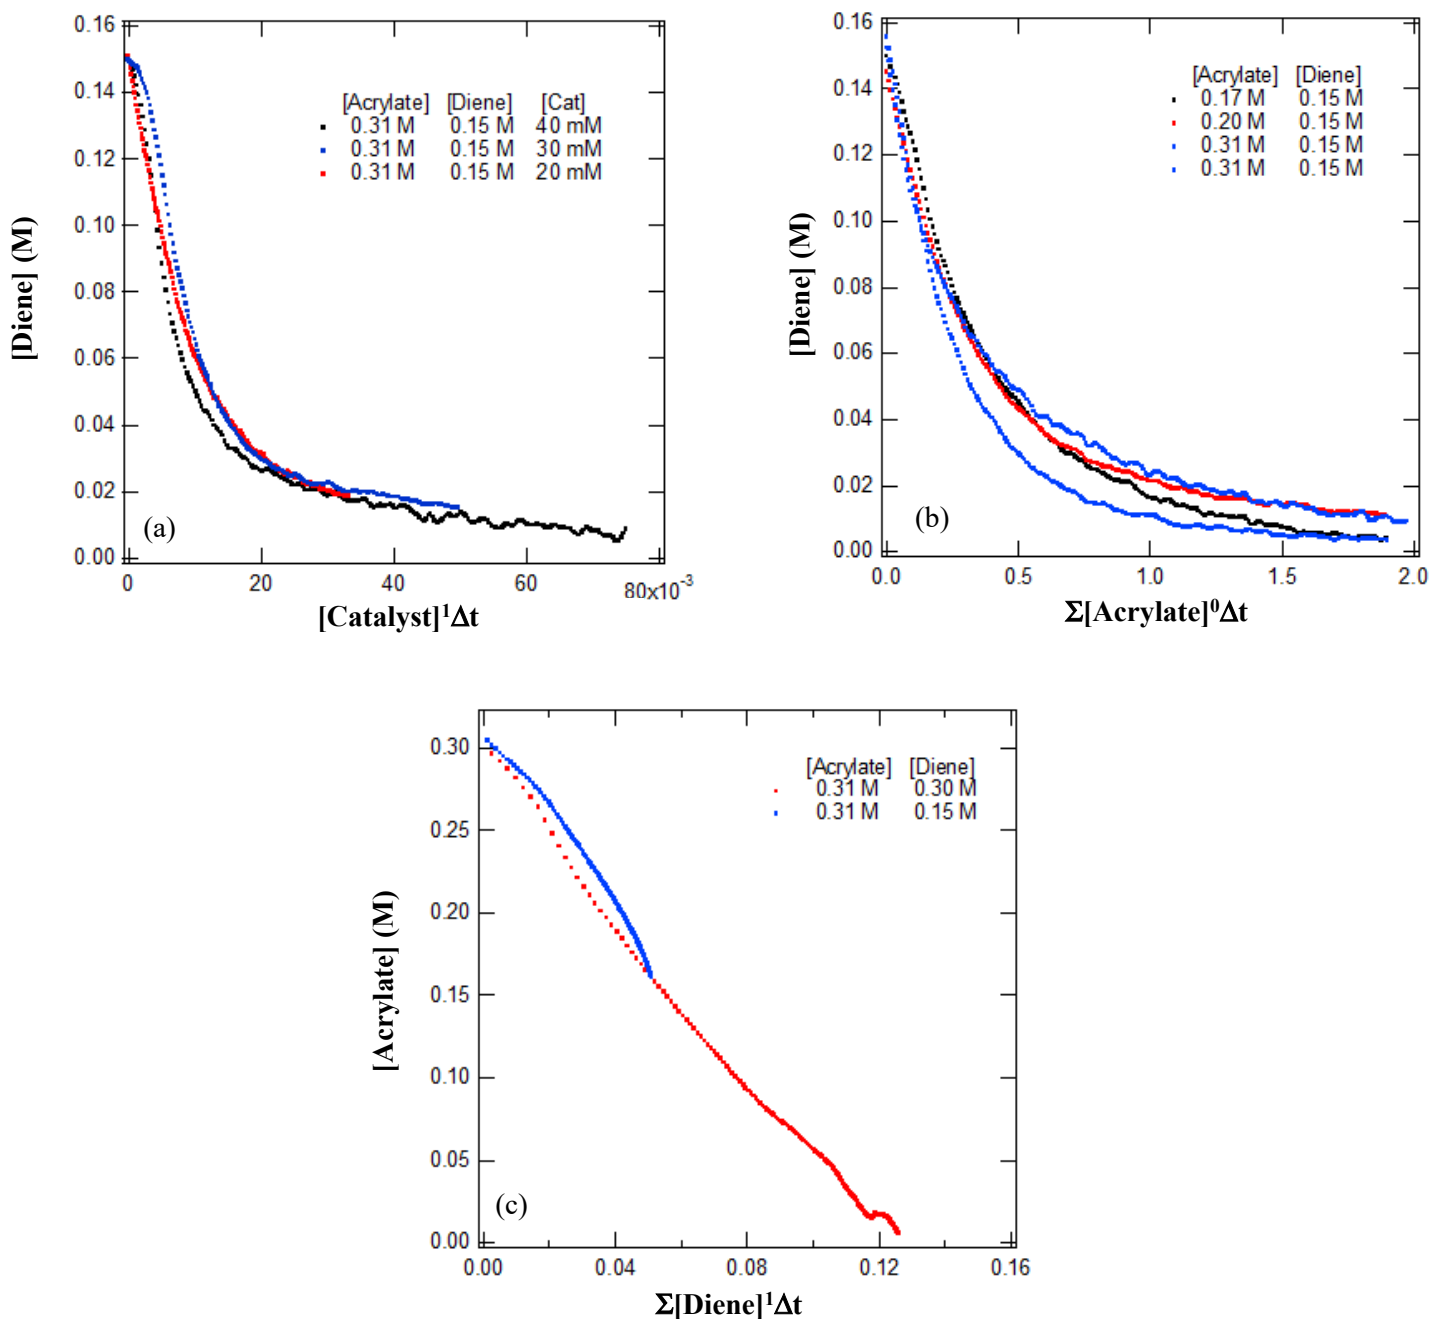 0.16
0.14
0.12
0.10
0.08
0.06
0.04
0.02
0.00
[Diene] (M)
[Acrylate] [Diene] [Cat]
0.31 M 0.15 M 40 mM
0.31 M 0.15 M 30 mM
0.31 M 0.15 M 20 mM
(a)
0 20 40 60 80x10⁻³
[Catalyst]¹Δt
0.16
0.14
0.12
0.10
0.08
0.06
0.04
0.02
0.00
[Diene] (M)
[Acrylate] [Diene]
0.17 M 0.15 M
0.20 M 0.15 M
0.31 M 0.15 M
0.31 M 0.15 M
(b)
0.0 0.5 1.0 1.5 2.0
Σ[Acrylate]⁰Δt
0.30
0.25
0.20
0.15
0.10
0.05
0.00
[Acrylate] (M)
[Acrylate] [Diene]
0.31 M 0.30 M
0.31 M 0.15 M
(c)
0.00 0.04 0.08 0.12 0.16
Σ[Diene]¹Δt